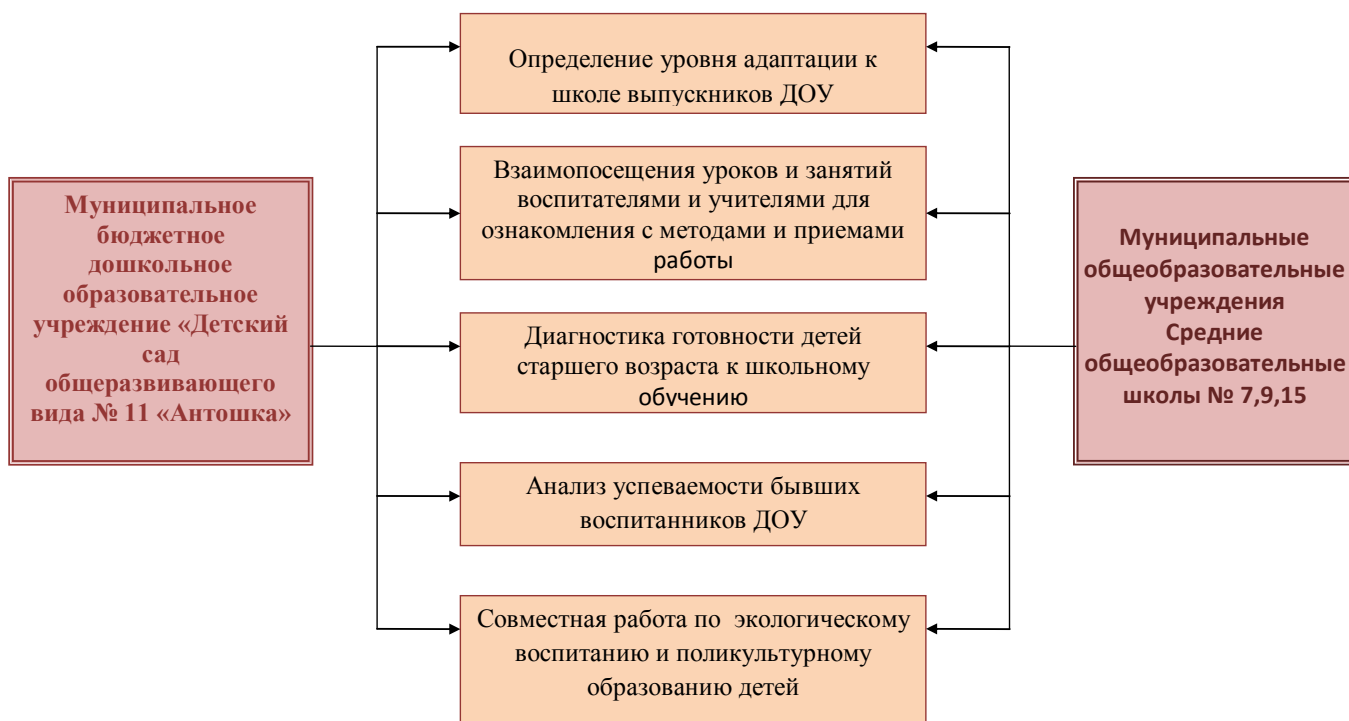 Муниципальное
бюджетное
дошкольное
образовательное
учреждение «Детский
сад
общеразвивающего
вида № 11 «Антошка»
Определение уровня адаптации к
школе выпускников ДОУ
Взаимопосещения уроков и занятий
воспитателями и учителями для
ознакомления с методами и приемами
работы
Диагностика готовности детей
старшего возраста к школьному
обучению
Анализ успеваемости бывших
воспитанников ДОУ
Совместная работа по экологическому
воспитанию и поликультурному
образованию детей
Муниципальные
общеобразовательные
учреждения
Средние
общеобразовательные
школы № 7,9,15